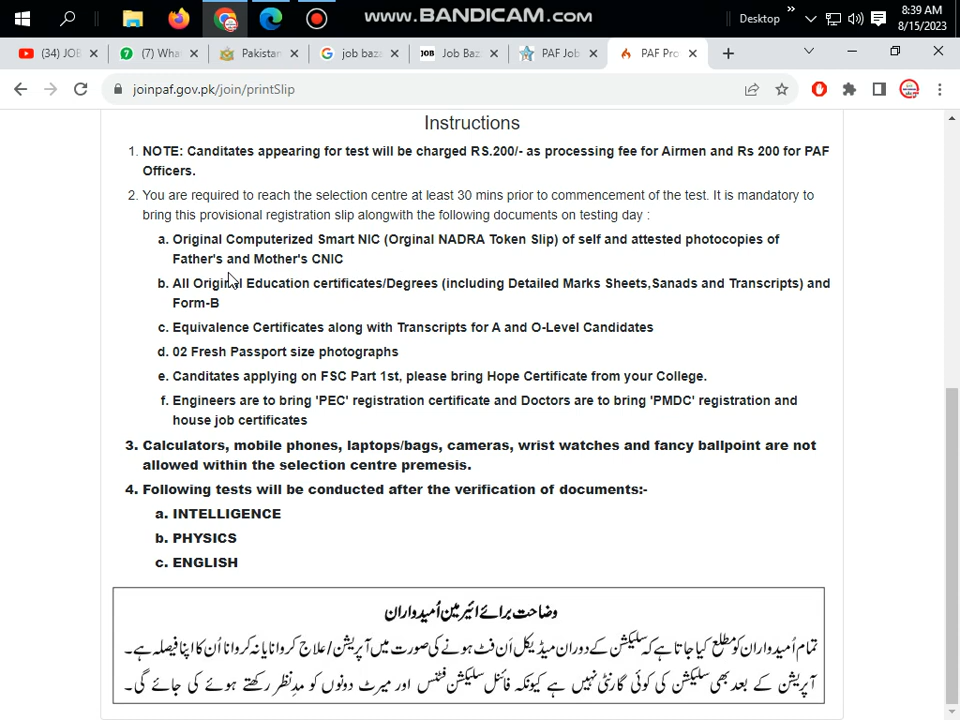 www.BANDICAM.com
Desktop
8:39 AM
8/15/2023
(34) JOB
(7) Wha
Pakistan
job baza
Job Baz
PAF Job
PAF Pro
joinpaf.gov.pk/join/printSlip
Instructions
1. NOTE: Canditates appearing for test will be charged RS.200/- as processing fee for Airmen and Rs 200 for PAF
Officers.
2. You are required to reach the selection centre at least 30 mins prior to commencement of the test. It is mandatory to
bring this provisional registration slip alongwith the following documents on testing day :
a. Original Computerized Smart NIC (Orginal NADRA Token Slip) of self and attested photocopies of
Father's and Mother's CNIC
b. All Original Education certificates/Degrees (including Detailed Marks Sheets,Sanads and Transcripts) and
Form-B
c. Equivalence Certificates along with Transcripts for A and O-Level Candidates
d. 02 Fresh Passport size photographs
e. Canditates applying on FSC Part 1st, please bring Hope Certificate from your College.
f. Engineers are to bring 'PEC' registration certificate and Doctors are to bring 'PMDC' registration and
house job certificates
3. Calculators, mobile phones, laptops/bags, cameras, wrist watches and fancy ballpoint are not
allowed within the selection centre premesis.
4. Following tests will be conducted after the verification of documents:-
a. INTELLIGENCE
b. PHYSICS
c. ENGLISH
وضاحت برائے ائیرمین اُمیدواران
تمام اُمیدواران کو مطلع کیا جاتا ہے کہ سلیکشن کے دوران میڈیکل اَن فٹ ہونے کی صورت میں آپریشن/علاج کروانا یا نہ کروانا اُن کا اپنا فیصلہ ہے۔
آپریشن کے بعد بھی سلیکشن کی کوئی گارنٹی نہیں ہے کیونکہ فائنل سلیکشن فٹنس اور میرٹ دونوں کو مدِنظر رکھتے ہوئے کی جائے گی۔